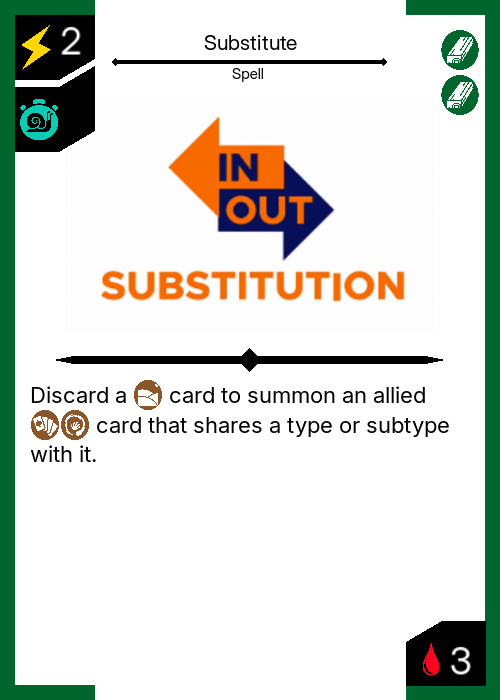 2
Substitute
Spell
IN
OUT
SUBSTITUTION
Discard a card to summon an allied
card that shares a type or subtype
with it.
3